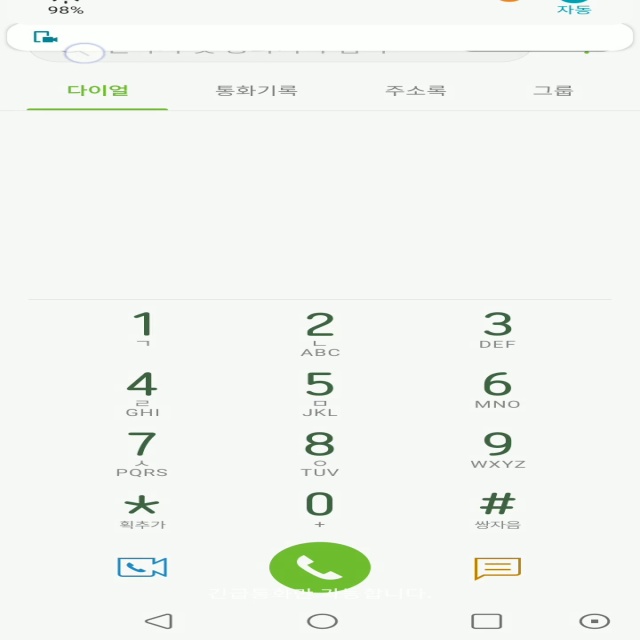 98%
자동
다이얼 통화기록 주소록 그룹
1 2 3
ㄱ ㄴ DEF
ABC
4 5 6
ㄹ ㅁ MNO
GHI JKL
7 8 9
ㅅ ㅇ WXYZ
PQRS TUV
* 0 #
획추가 + 쌍자음